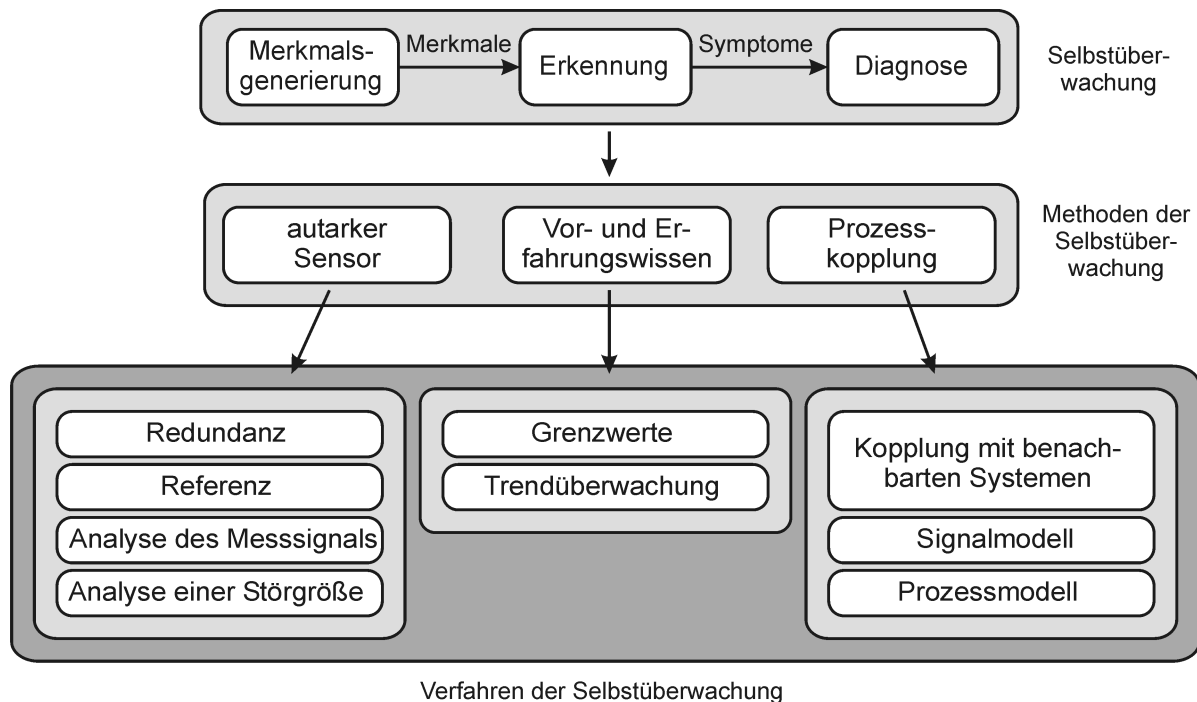 Merkmals-
generierung
Merkmale
Erkennung
Symptome
Diagnose
Selbstüber-
wachung
autarker
Sensor
Vor- und Er-
fahrungswissen
Prozess-
kopplung
Methoden der
Selbstüber-
wachung
Redundanz
Referenz
Analyse des Messsignals
Analyse einer Störgröße
Grenzwerte
Trendüberwachung
Kopplung mit benach-
barten Systemen
Signalmodell
Prozessmodell
Verfahren der Selbstüberwachung